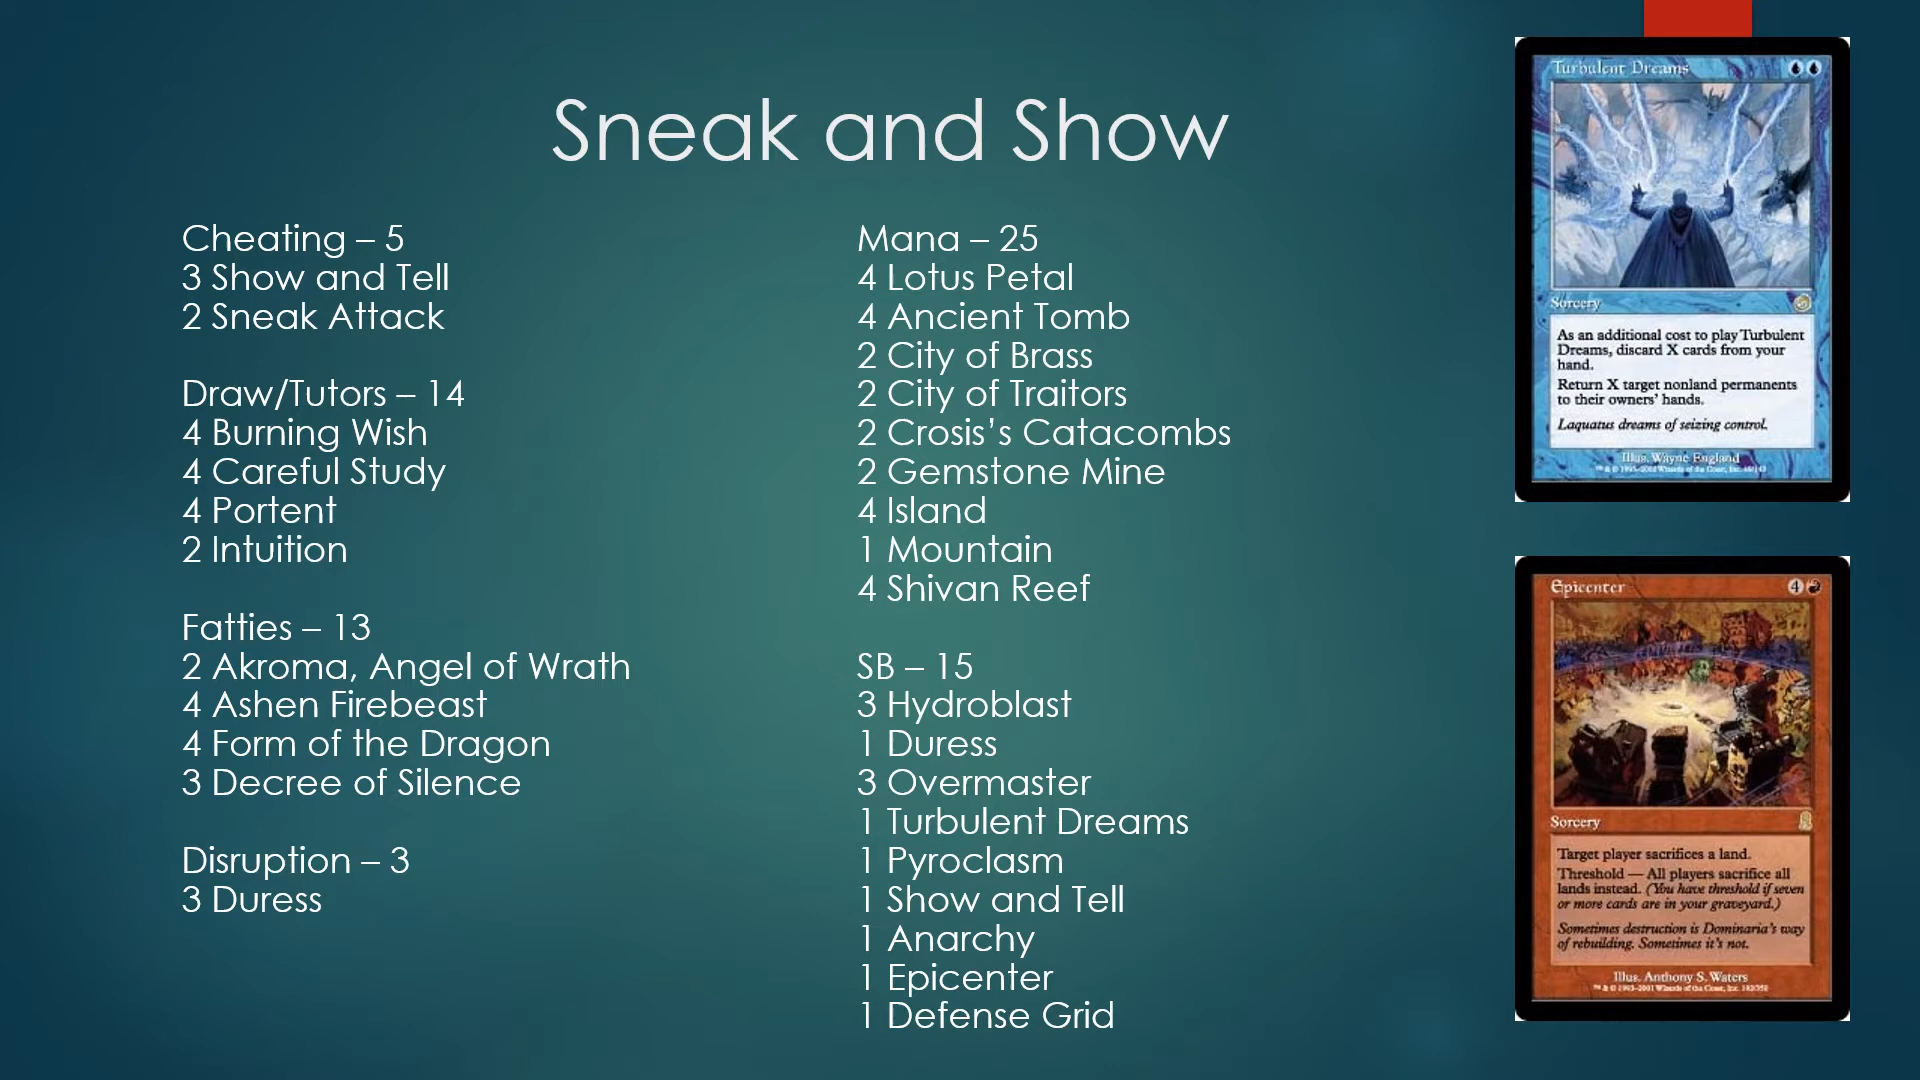 Sneak and Show
Cheating – 5
3 Show and Tell
2 Sneak Attack
Draw/Tutors – 14
4 Burning Wish
4 Careful Study
4 Portent
2 Intuition
Fatties – 13
2 Akroma, Angel of Wrath
4 Ashen Firebeast
4 Form of the Dragon
3 Decree of Silence
Disruption – 3
3 Duress
Mana – 25
4 Lotus Petal
4 Ancient Tomb
2 City of Brass
2 City of Traitors
2 Crosis’s Catacombs
2 Gemstone Mine
4 Island
1 Mountain
4 Shivan Reef
SB – 15
3 Hydroblast
1 Duress
3 Overmaster
1 Turbulent Dreams
1 Pyroclasm
1 Show and Tell
1 Anarchy
1 Epicenter
1 Defense Grid
Turbulent Dreams
Sorcery
As an additional cost to play Turbulent
Dreams, discard X cards from your
hand.
Return X target nonland permanents
to their owners' hands.
Laquatus dreams of seizing control.
Illus. Wayne England
Epicenter
4
Sorcery
Target player sacrifices a land.
Threshold — All players sacrifice all
lands instead. (You have threshold if seven
or more cards are in your graveyard.)
Sometimes destruction is Dominaria's way
of rebuilding. Sometimes it's not.
Illus. Anthony S. Waters